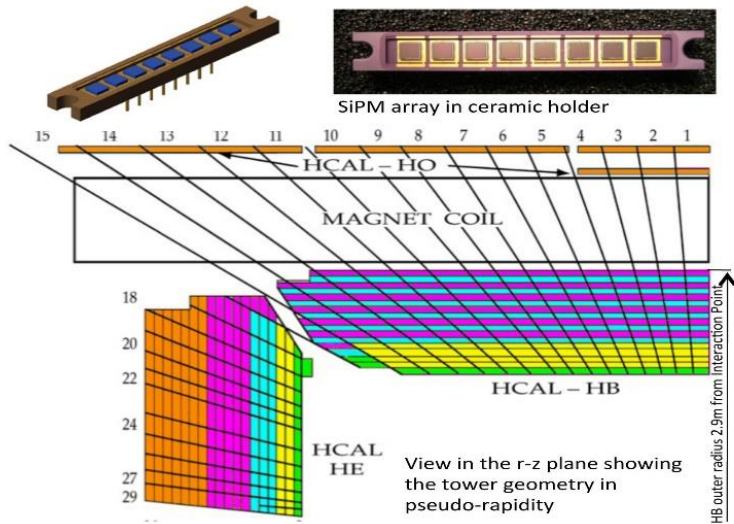 SiPM array in ceramic holder
15 14 13 12 11 10 9 8 7 6 5 4 3 2 1
HCAL – HO
MAGNET COIL
18
20
22
24
27
29
HCAL – HB
HCAL
HE
View in the r-z plane showing
the tower geometry in
pseudo-rapidity
HB outer radius 2.9m from Interaction Point